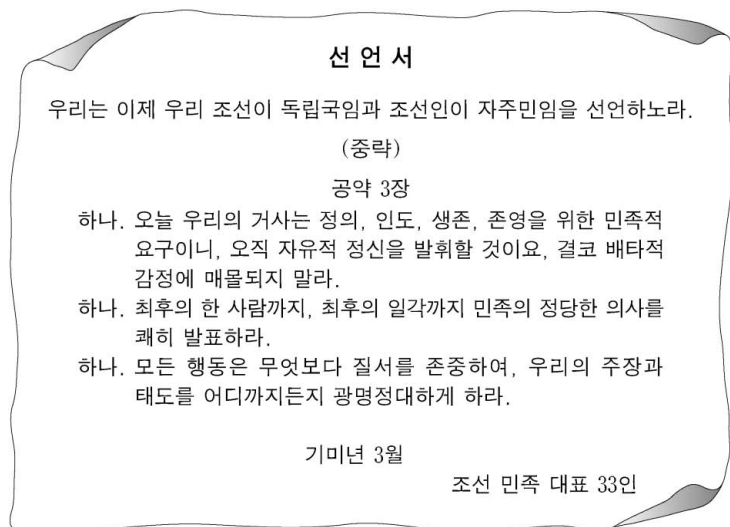 선 언 서
우리는 이제 우리 조선이 독립국임과 조선인이 자주민임을 선언하노라.
(중략)
공약 3장
하나. 오늘 우리의 거사는 정의, 인도, 생존, 존영을 위한 민족적
요구이니, 오직 자유적 정신을 발휘할 것이요, 결코 배타적
감정에 매몰되지 말라.
하나. 최후의 한 사람까지, 최후의 일각까지 민족의 정당한 의사를
쾌히 발표하라.
하나. 모든 행동은 무엇보다 질서를 존중하여, 우리의 주장과
태도를 어디까지든지 광명정대하게 하라.
기미년 3월
조선 민족 대표 33인